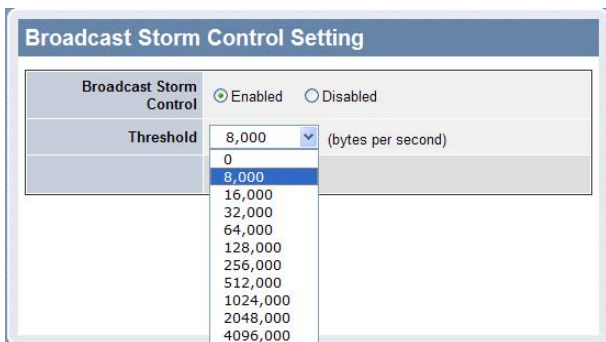 Broadcast Storm Control Setting
Broadcast Storm
Control
Enabled Disabled
Threshold 8,000 (bytes per second)
0
8,000
16,000
32,000
64,000
128,000
256,000
512,000
1024,000
2048,000
4096,000